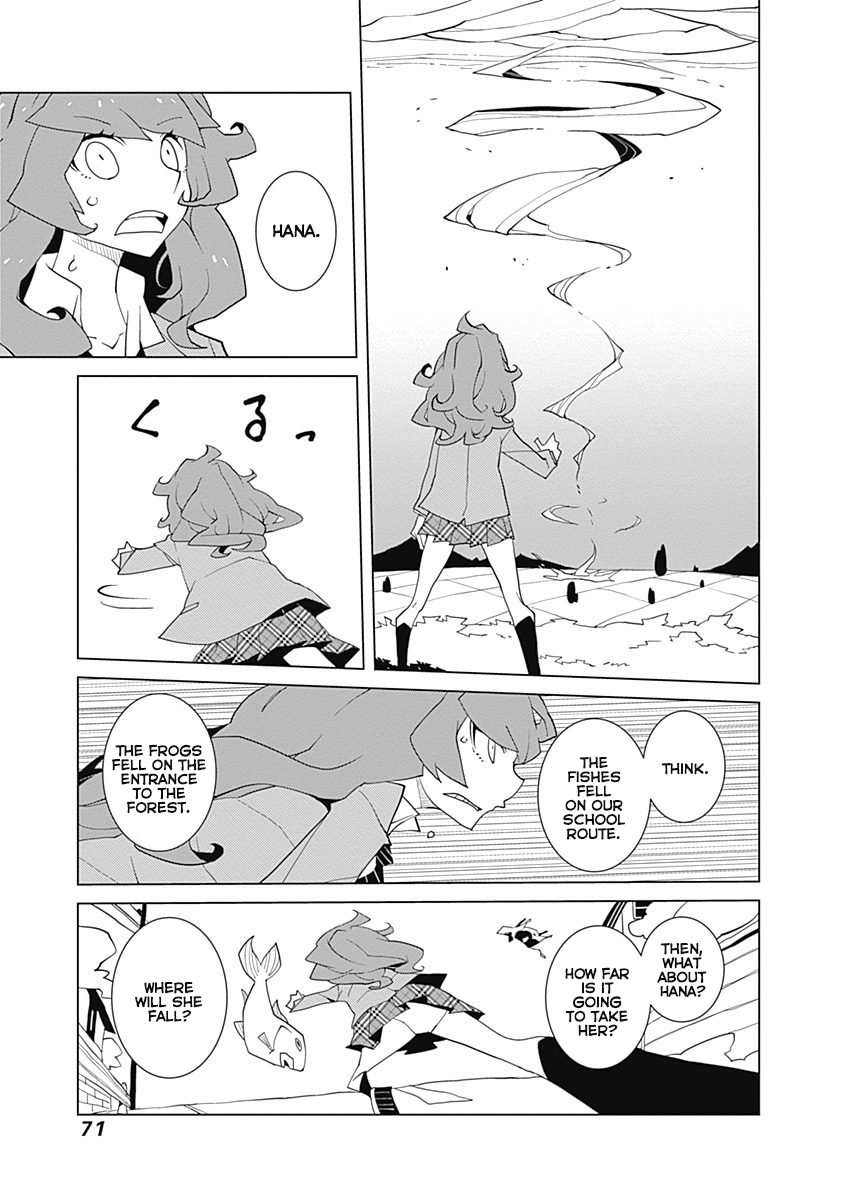 HANA.
くるっ
THINK.
THE
FISHES
FELL
ON OUR
SCHOOL
ROUTE.
THE FROGS
FELL ON THE
ENTRANCE
TO THE
FOREST.
THEN,
WHAT
ABOUT
HANA?
HOW FAR
IS IT
GOING
TO TAKE
HER?
WHERE
WILL SHE
FALL?
71